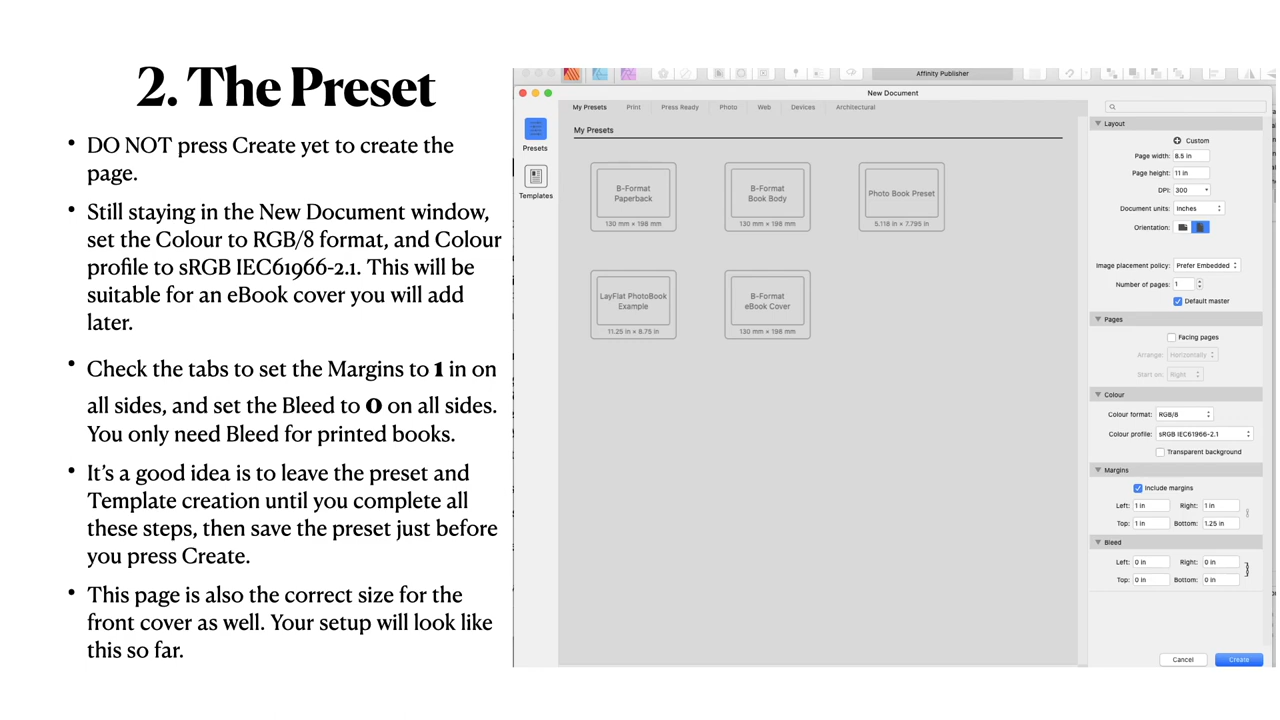 2. The Preset
• DO NOT press Create yet to create the
page.
• Still staying in the New Document window,
set the Colour to RGB/8 format, and Colour
profile to sRGB IEC61966-2.1. This will be
suitable for an eBook cover you will add
later.
• Check the tabs to set the Margins to 1 in on
all sides, and set the Bleed to 0 on all sides.
You only need Bleed for printed books.
• It's a good idea is to leave the preset and
Template creation until you complete all
these steps, then save the preset just before
you press Create.
• This page is also the correct size for the
front cover as well. Your setup will look like
this so far.
Affinity Publisher
New Document
My Presets Print Press Ready Photo Web Devices Architectural
Presets
Templates
My Presets
B-Format
Paperback
130 mm × 198 mm
B-Format
Book Body
130 mm × 198 mm
Photo Book Preset
5.118 in × 7.795 in
LayFlat PhotoBook
Example
11.25 in × 8.75 in
B-Format
eBook Cover
130 mm × 198 mm
Layout
Custom
Page width: 8.5 in
Page height: 11 in
DPI: 300
Document units: Inches
Orientation:
Image placement policy: Prefer Embedded
Number of pages: 1
Default master
Pages
Facing pages
Arrange: Horizontally
Start on: Right
Colour
Colour format: RGB/8
Colour profile: sRGB IEC61966-2.1
Transparent background
Margins
Include margins
Left: 1 in Right: 1 in
Top: 1 in Bottom: 1.25 in
Bleed
Left: 0 in Right: 0 in
Top: 0 in Bottom: 0 in
Cancel Create